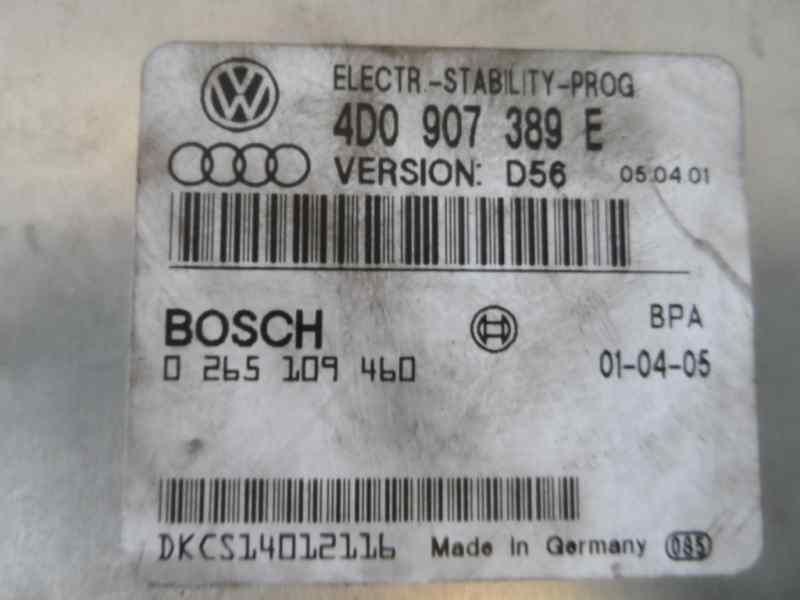 ELECTR.-STABILITY-PROG
4D0 907 389 E
VERSION: D56 05.04.01
BOSCH BPA
0 265 109 460 01-04-05
DKCS14012116 Made in Germany 085